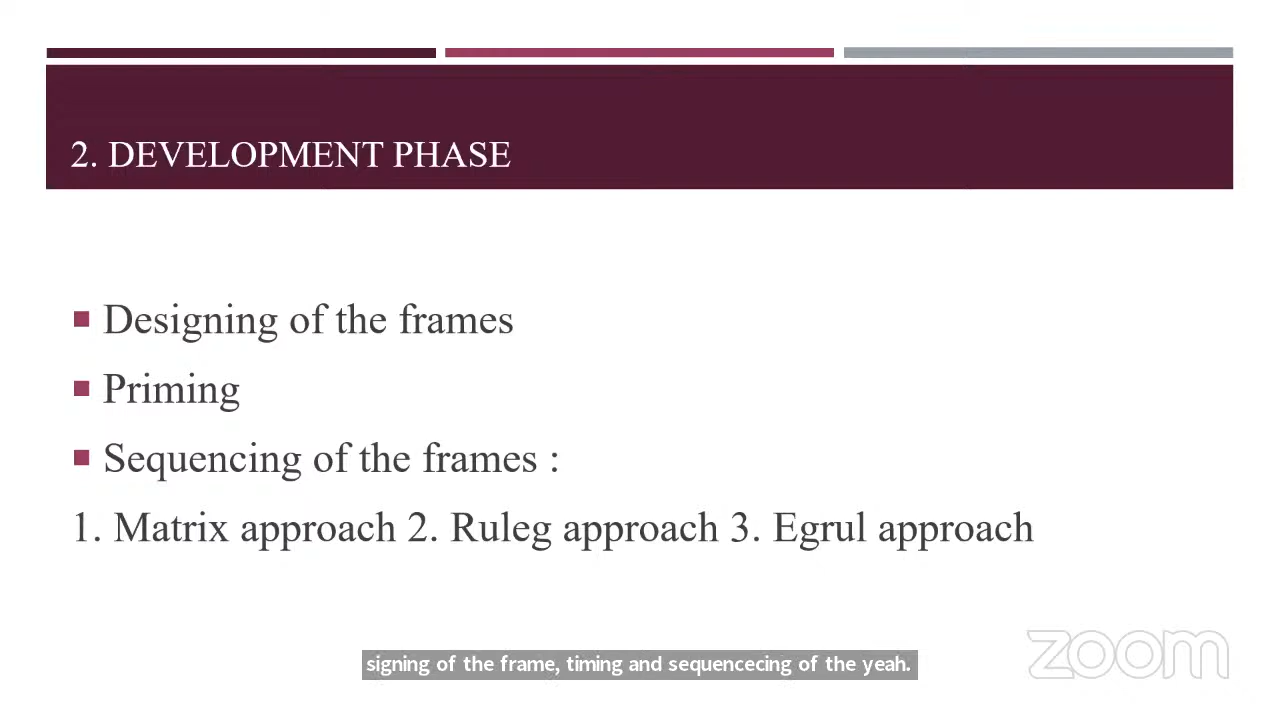 2. DEVELOPMENT PHASE
Designing of the frames
Priming
Sequencing of the frames :
1. Matrix approach 2. Ruleg approach 3. Egrul approach
signing of the frame, timing and sequencecing of the yeah.
zoom